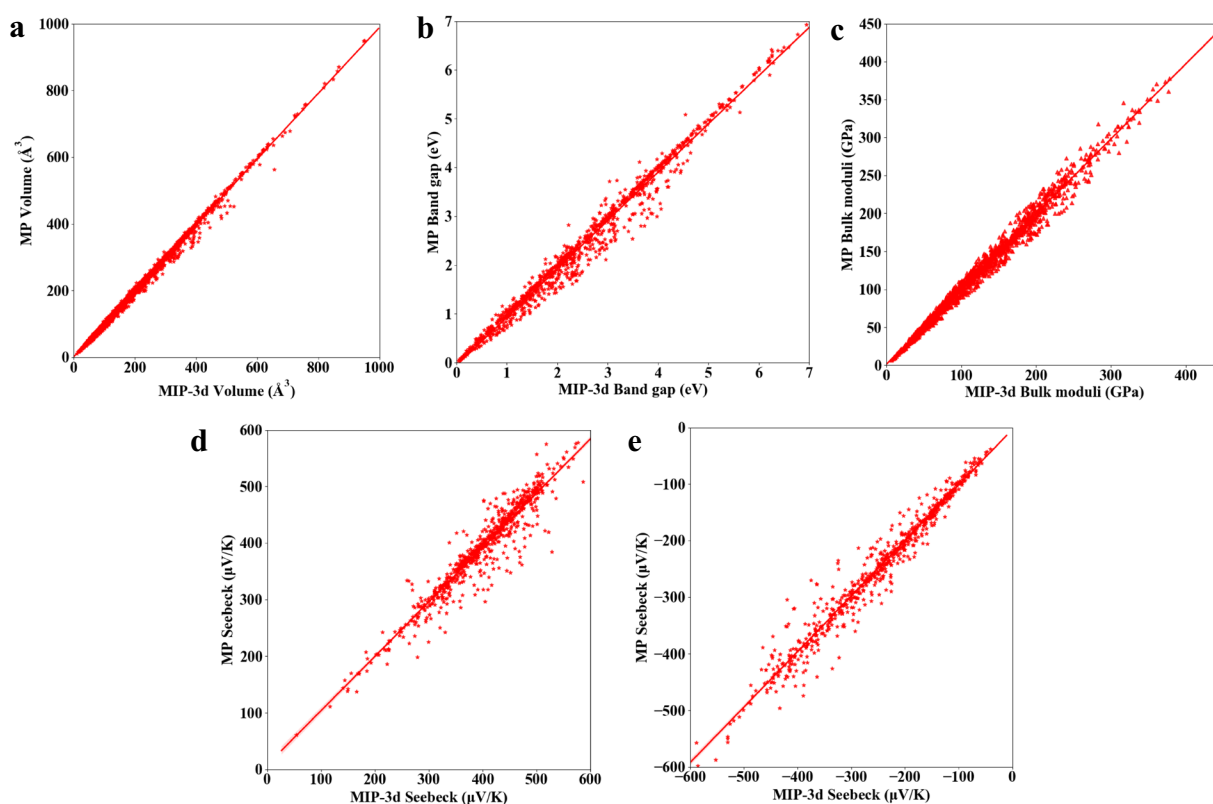 a
1000
800
600
400
200
0
MP Volume (Å³)
0 200 400 600 800 1000
MIP-3d Volume (Å³)
b
7
6
5
4
3
2
1
0
MP Band gap (eV)
0 1 2 3 4 5 6 7
MIP-3d Band gap (eV)
c
450
400
350
300
250
200
150
100
50
0
MP Bulk moduli (GPa)
0 100 200 300 400
MIP-3d Bulk moduli (GPa)
d
600
500
400
300
200
100
0
MP Seebeck (μV/K)
0 100 200 300 400 500 600
MIP-3d Seebeck (μV/K)
e
0
−100
−200
−300
−400
−500
−600
MP Seebeck (μV/K)
−600 −500 −400 −300 −200 −100 0
MIP-3d Seebeck (μV/K)